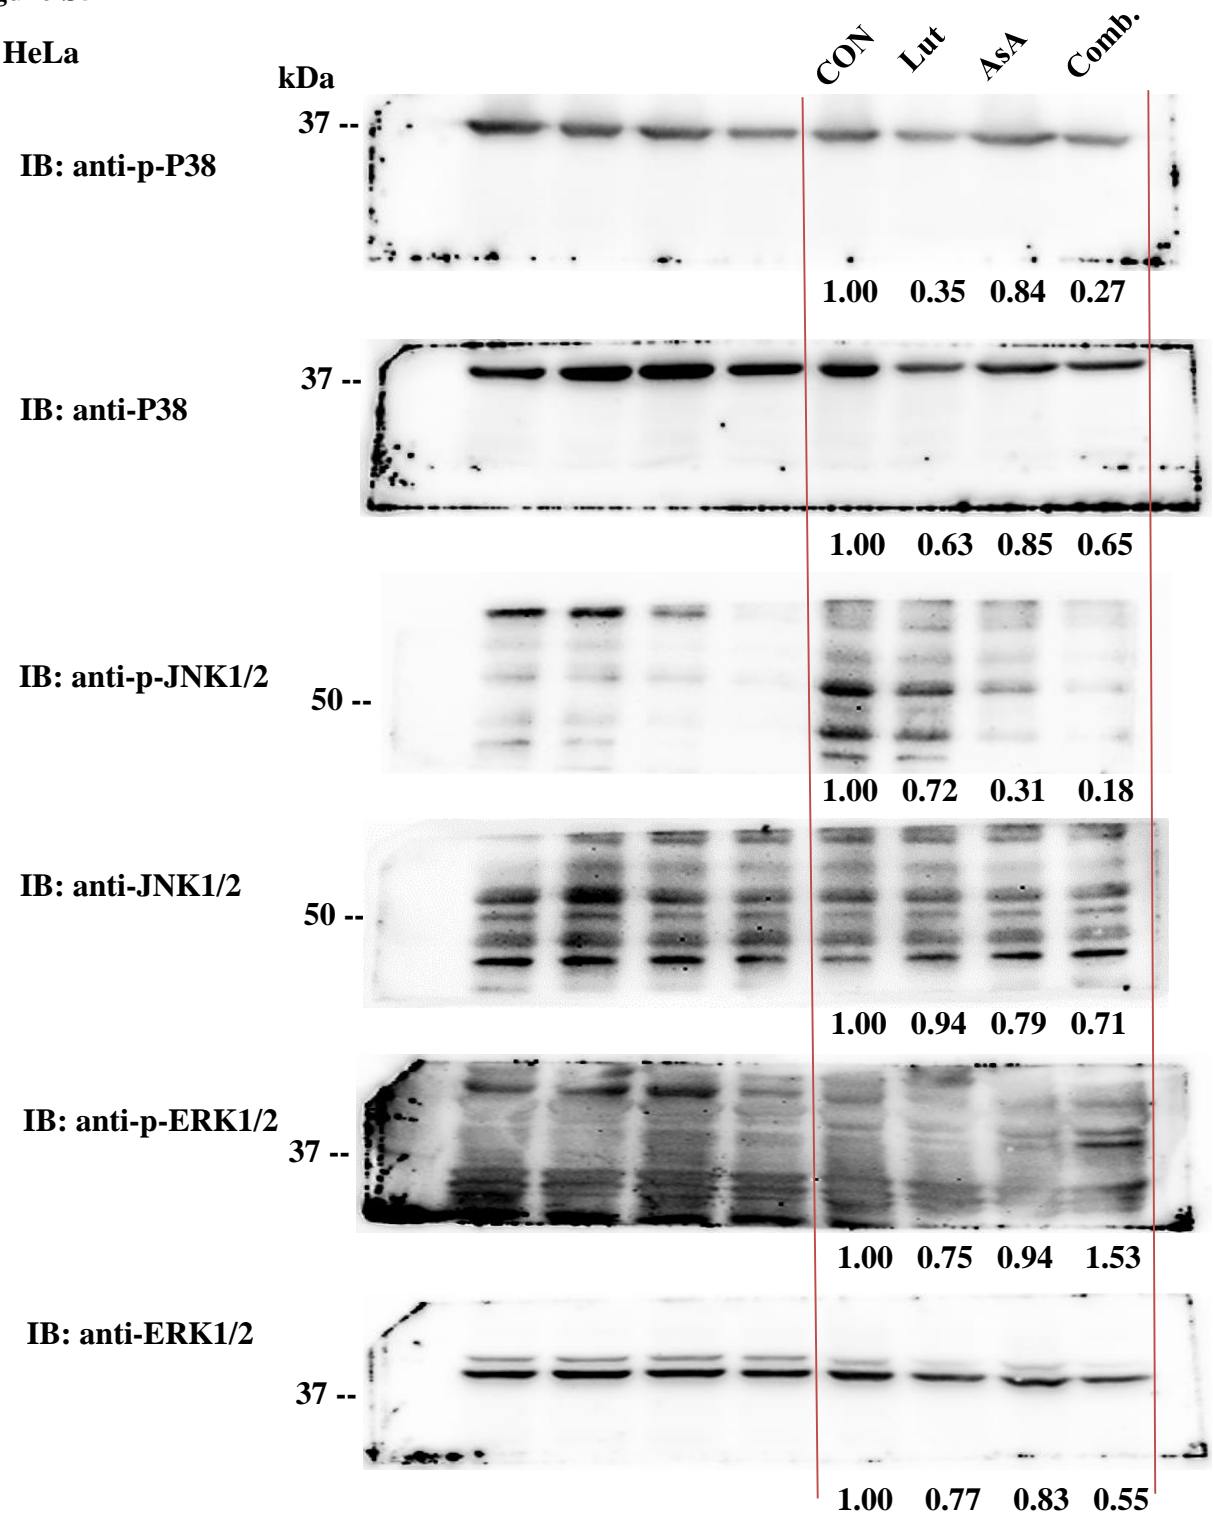 HeLa
kDa
CON Lut AsA Comb.
37 --
IB: anti-p-P38
1.00 0.35 0.84 0.27
37 --
IB: anti-P38
1.00 0.63 0.85 0.65
IB: anti-p-JNK1/2
50 --
1.00 0.72 0.31 0.18
IB: anti-JNK1/2
50 --
1.00 0.94 0.79 0.71
IB: anti-p-ERK1/2
37 --
1.00 0.75 0.94 1.53
IB: anti-ERK1/2
37 --
1.00 0.77 0.83 0.55